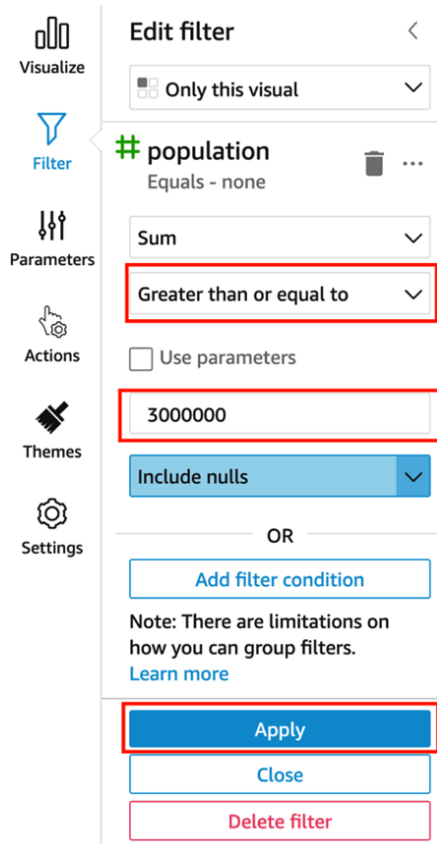 Visualize
Filter
Parameters
Actions
Themes
Settings
Edit filter
Only this visual
population
Equals - none
Sum
Greater than or equal to
Use parameters
3000000
Include nulls
OR
Add filter condition
Note: There are limitations on
how you can group filters.
Learn more
Apply
Close
Delete filter